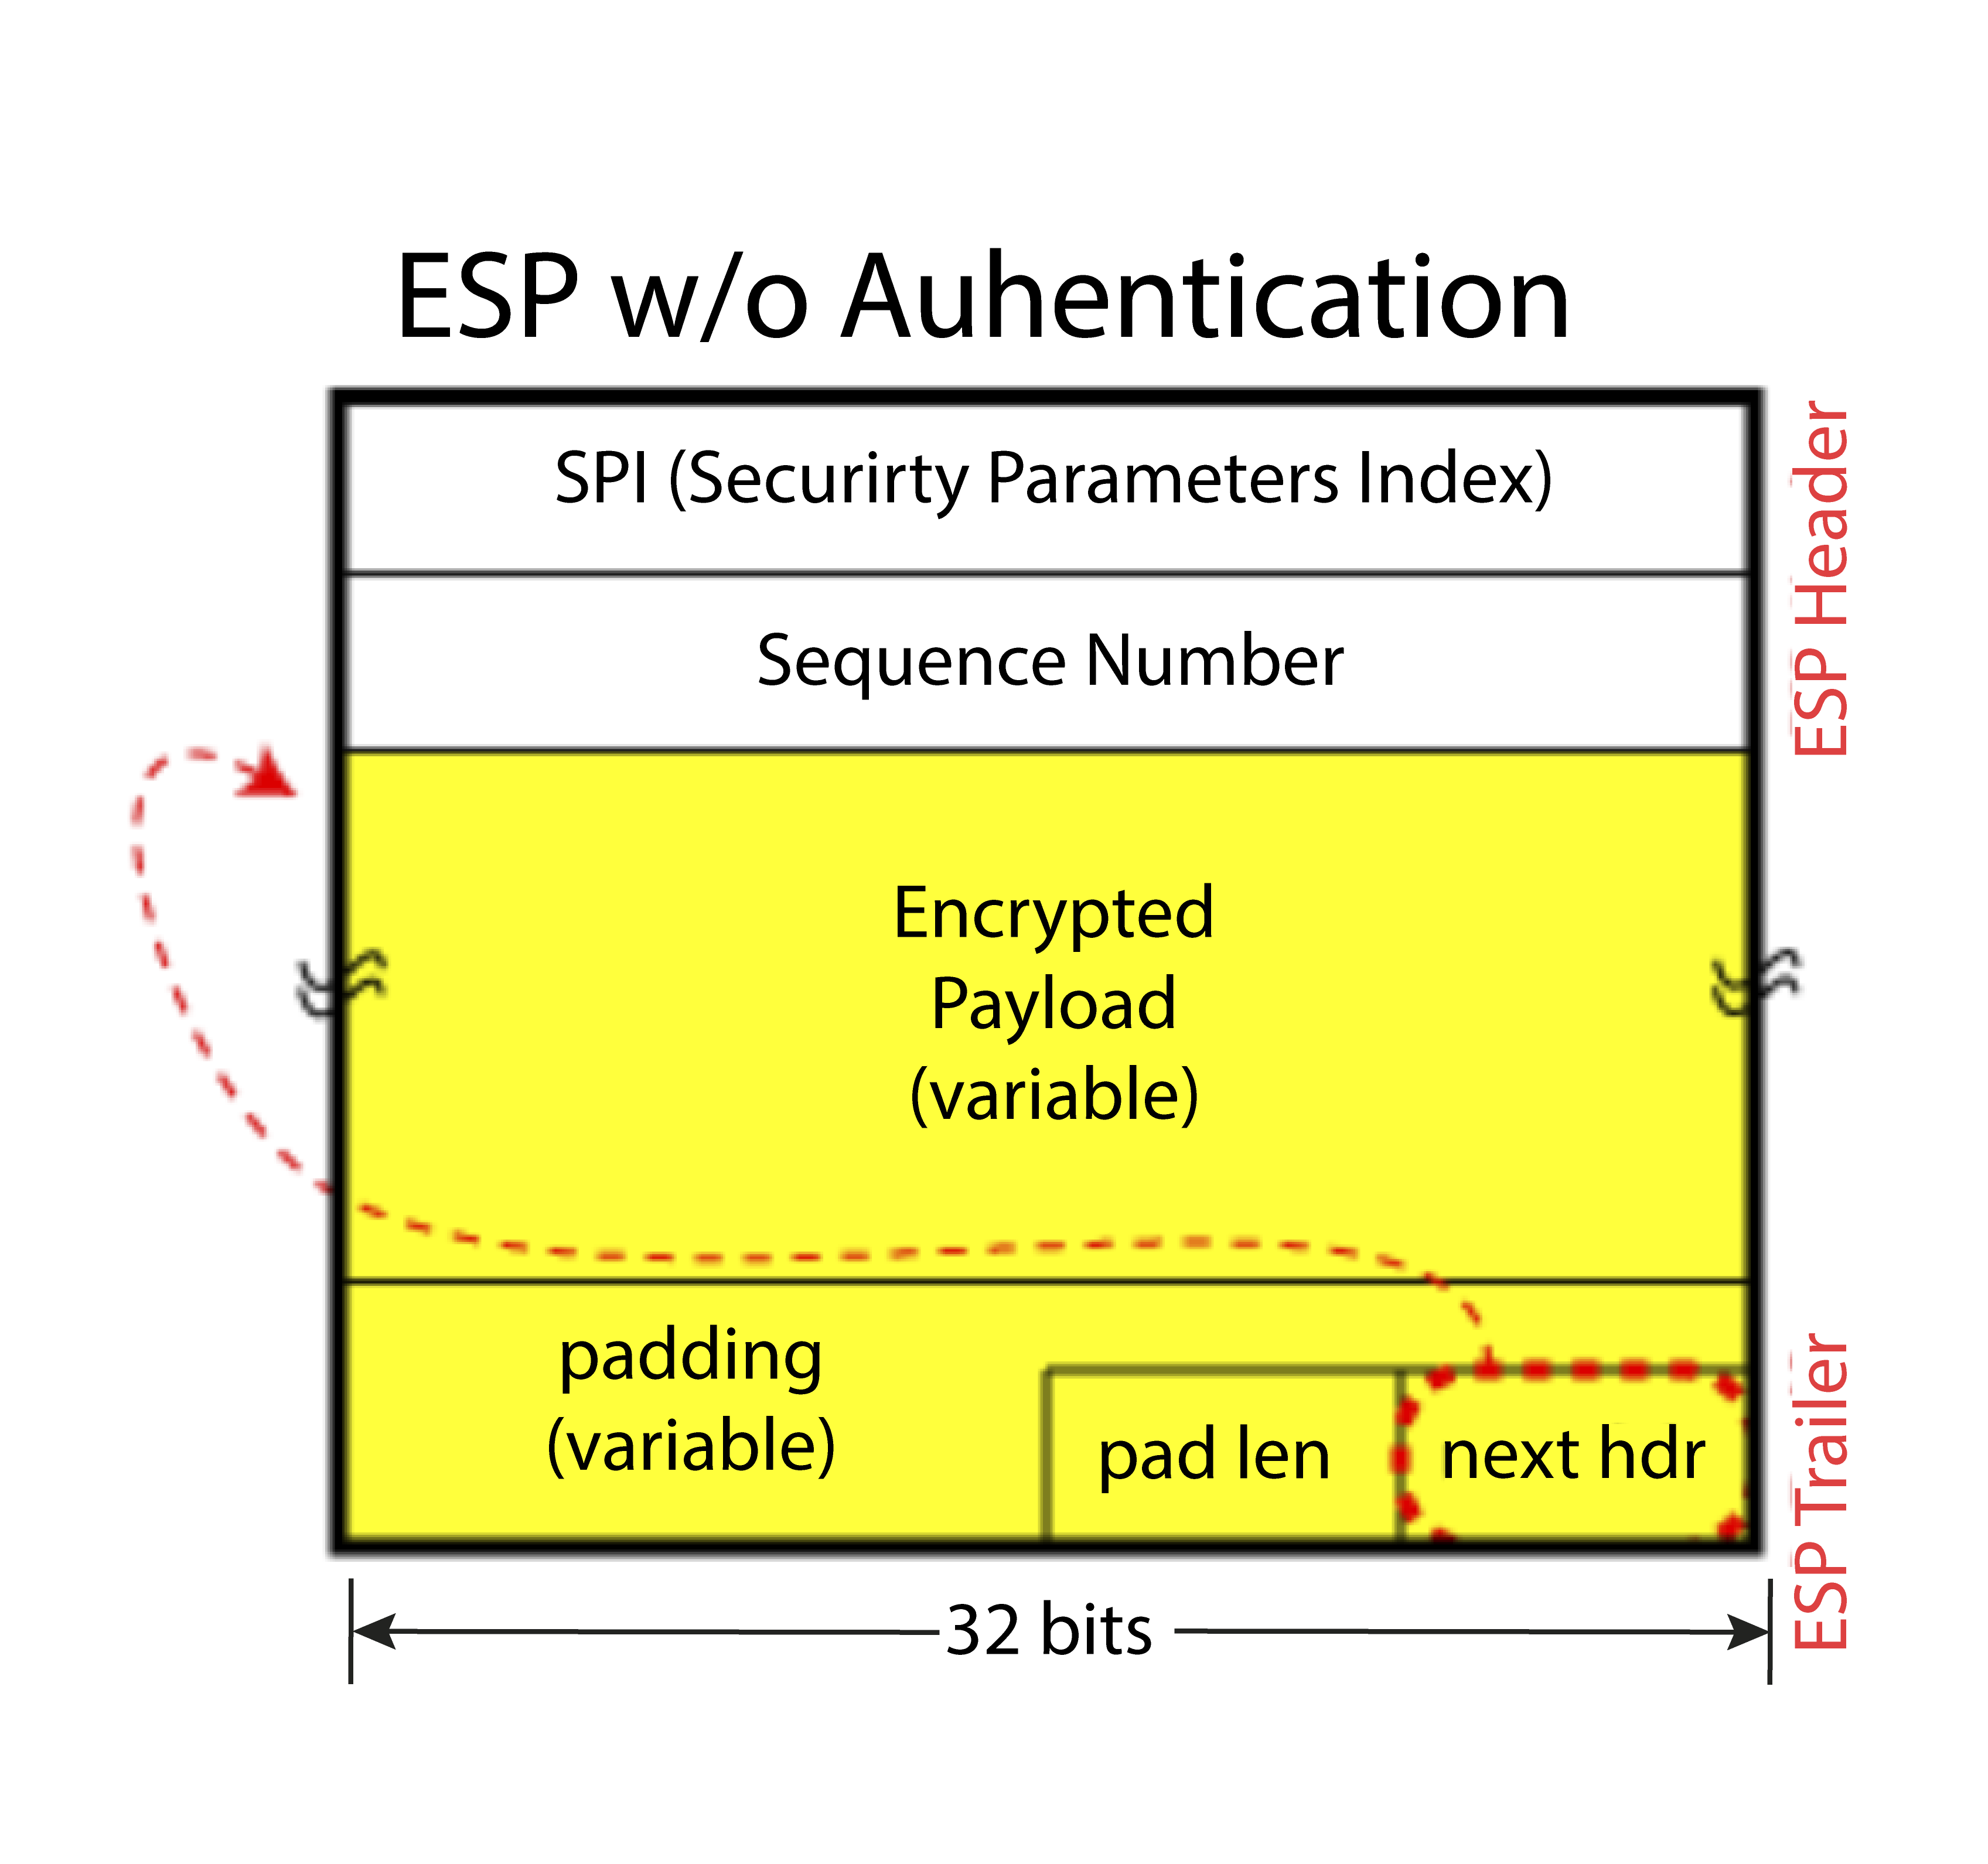 ESP w/o Auhentication
SPI (Securirty Parameters Index)
Sequence Number
ESP Header
Encrypted
Payload
(variable)
padding
(variable)
pad len
next hdr
ESP Trailer
32 bits